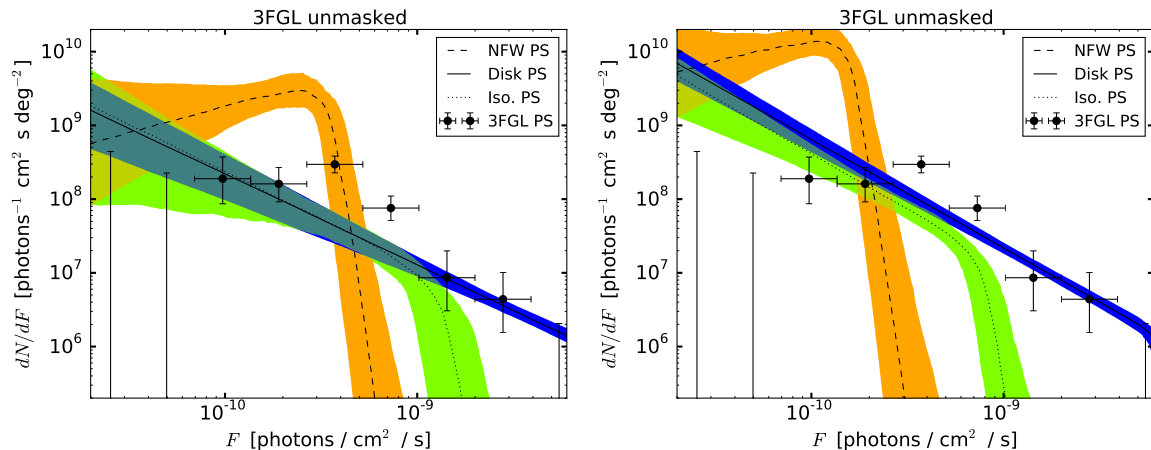 3FGL unmasked
NFW PS
Disk PS
Iso. PS
3FGL PS
dN/dF [photons⁻¹ cm² s deg⁻²]
10¹⁰
10⁹
10⁸
10⁷
10⁶
10⁻¹⁰
10⁻⁹
F [photons / cm² / s]
3FGL unmasked
NFW PS
Disk PS
Iso. PS
3FGL PS
dN/dF [photons⁻¹ cm² s deg⁻²]
10¹⁰
10⁹
10⁸
10⁷
10⁶
10⁻¹⁰
10⁻⁹
F [photons / cm² / s]